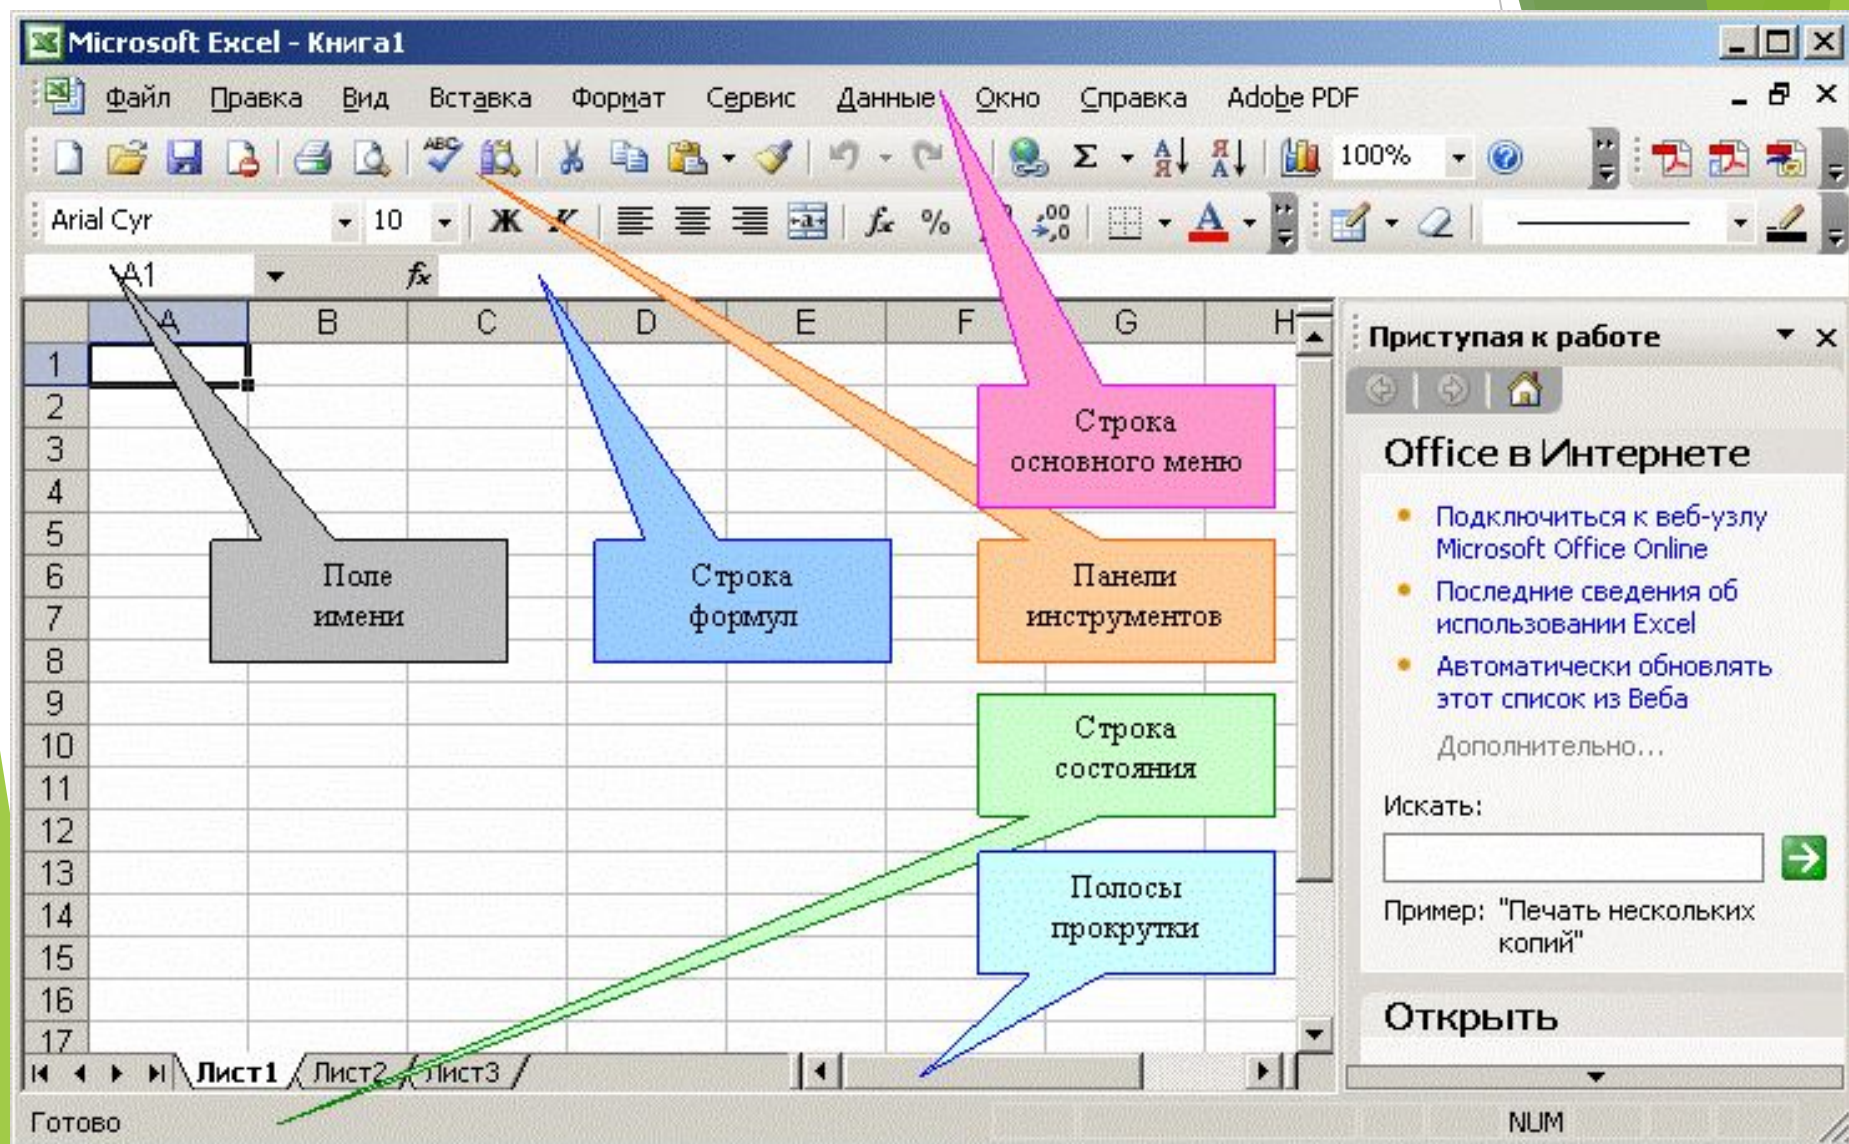 Microsoft Excel - Книга1
Файл Правка Вид Вставка Формат Сервис Данные Окно Справка Adobe PDF
ABC Σ А Я Я А 100%
Arial Cyr 10 Ж К a fx % ,00 ,0 A
A1 fx
A B C D E F G H
Приступая к работе
1
2
3
4
5
6
7
8
9
10
11
12
13
14
15
16
17
Строка
основного меню
Поле
имени
Строка
формул
Панели
инструментов
Строка
состояния
Полосы
прокрутки
Office в Интернете
Подключиться к веб-узлу
Microsoft Office Online
Последние сведения об
использовании Excel
Автоматически обновлять
этот список из Веба
Дополнительно...
Искать:
Пример: "Печать нескольких
копий"
Открыть
Лист1 Лист2 Лист3
Готово NUM